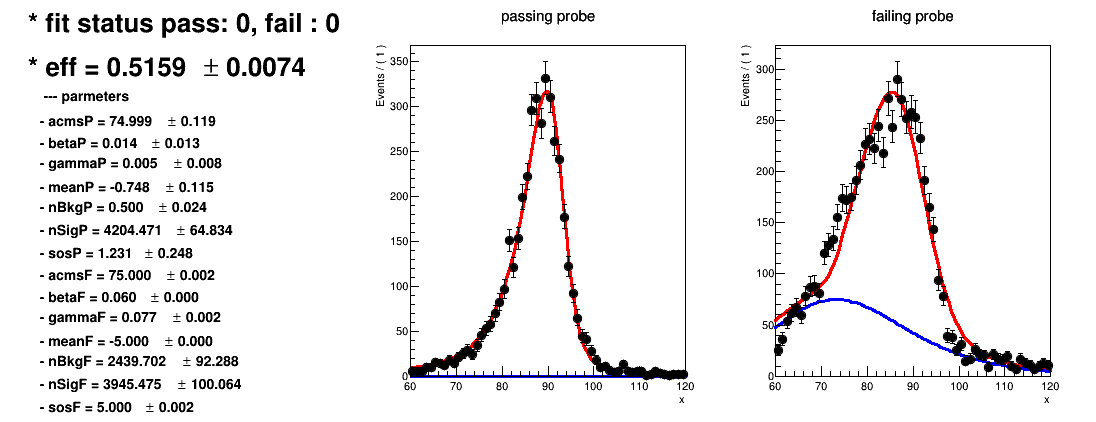 * fit status pass: 0, fail : 0
* eff = 0.5159 ± 0.0074
--- parmeters
- acmsP = 74.999 ± 0.119
- betaP = 0.014 ± 0.013
- gammaP = 0.005 ± 0.008
- meanP = -0.748 ± 0.115
- nBkgP = 0.500 ± 0.024
- nSigP = 4204.471 ± 64.834
- sosP = 1.231 ± 0.248
- acmsF = 75.000 ± 0.002
- betaF = 0.060 ± 0.000
- gammaF = 0.077 ± 0.002
- meanF = -5.000 ± 0.000
- nBkgF = 2439.702 ± 92.288
- nSigF = 3945.475 ± 100.064
- sosF = 5.000 ± 0.002
passing probe
Events / ( 1 )
350
300
250
200
150
100
50
0
60 70 80 90 100 110 120
x
failing probe
Events / ( 1 )
300
250
200
150
100
50
0
60 70 80 90 100 110 120
x